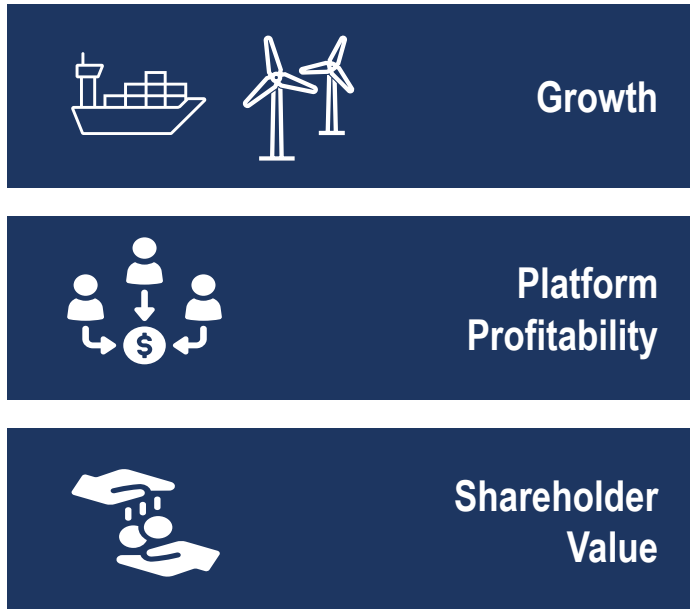 Growth
Platform
Profitability
$
Shareholder
Value